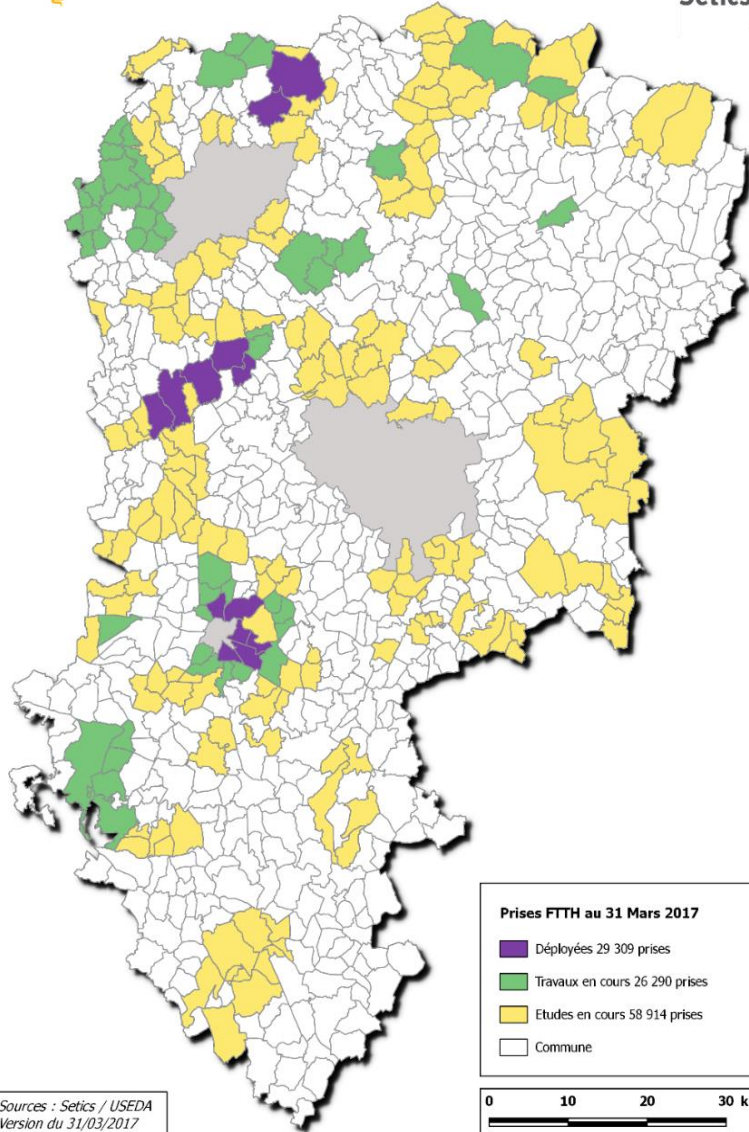 Setics
Prises FTTH au 31 Mars 2017
Déployées 29 309 prises
Travaux en cours 26 290 prises
Etudes en cours 58 914 prises
Commune
0 10 20 30 k
Sources : Setics / USEDA
Version du 31/03/2017